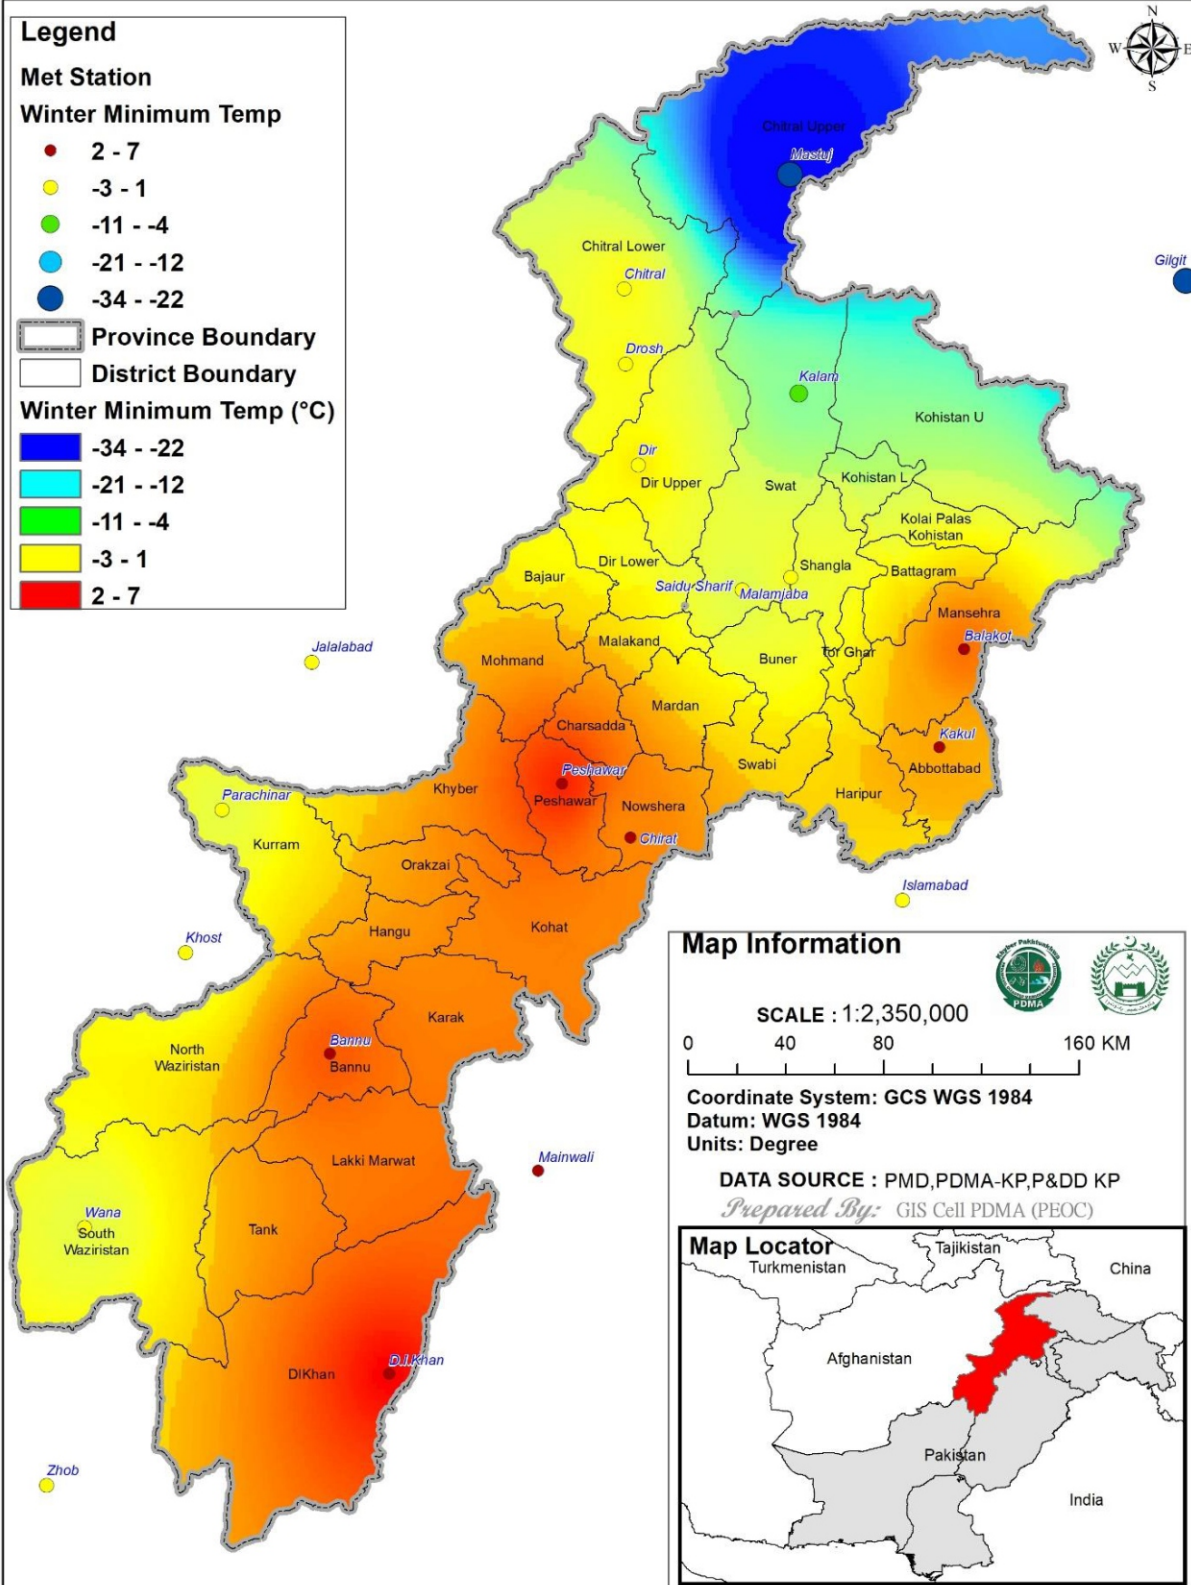 Legend
Met Station
Winter Minimum Temp
2 - 7
-3 - 1
-11 - -4
-21 - -12
-34 - -22
Province Boundary
District Boundary
Winter Minimum Temp (°C)
-34 - -22
-21 - -12
-11 - -4
-3 - 1
2 - 7
N
W
E
S
Chitral Upper
Mastuj
Chitral Lower
Chitral
Gilgit
Drosh
Kalam
Kohistan U
Dir
Dir Upper
Swat
Kohistan L
Kolai Palas
Kohistan
Dir Lower
Shangla
Battagram
Bajaur
Saidu Sharif
Malamjaba
Mansehra
Balakot
Jalalabad
Malakand
Mohmand
Buner
Tor Ghar
Mardan
Charsadda
Kakul
Abbottabad
Swabi
Haripur
Peshawar
Peshawar
Khyber
Nowshera
Chirat
Parachinar
Kurram
Orakzai
Islamabad
Hangu
Kohat
Khost
Karak
North
Waziristan
Bannu
Bannu
Lakki Marwat
Mainwali
Wana
South
Waziristan
Tank
D.I.Khan
DIKhan
Zhob
Map Information
PDMA
SCALE : 1:2,350,000
0 40 80 160 KM
Coordinate System: GCS WGS 1984
Datum: WGS 1984
Units: Degree
DATA SOURCE : PMD,PDMA-KP,P&DD KP
Prepared By: GIS Cell PDMA (PEOC)
Map Locator
Turkmenistan
Tajikistan
China
Afghanistan
Pakistan
India